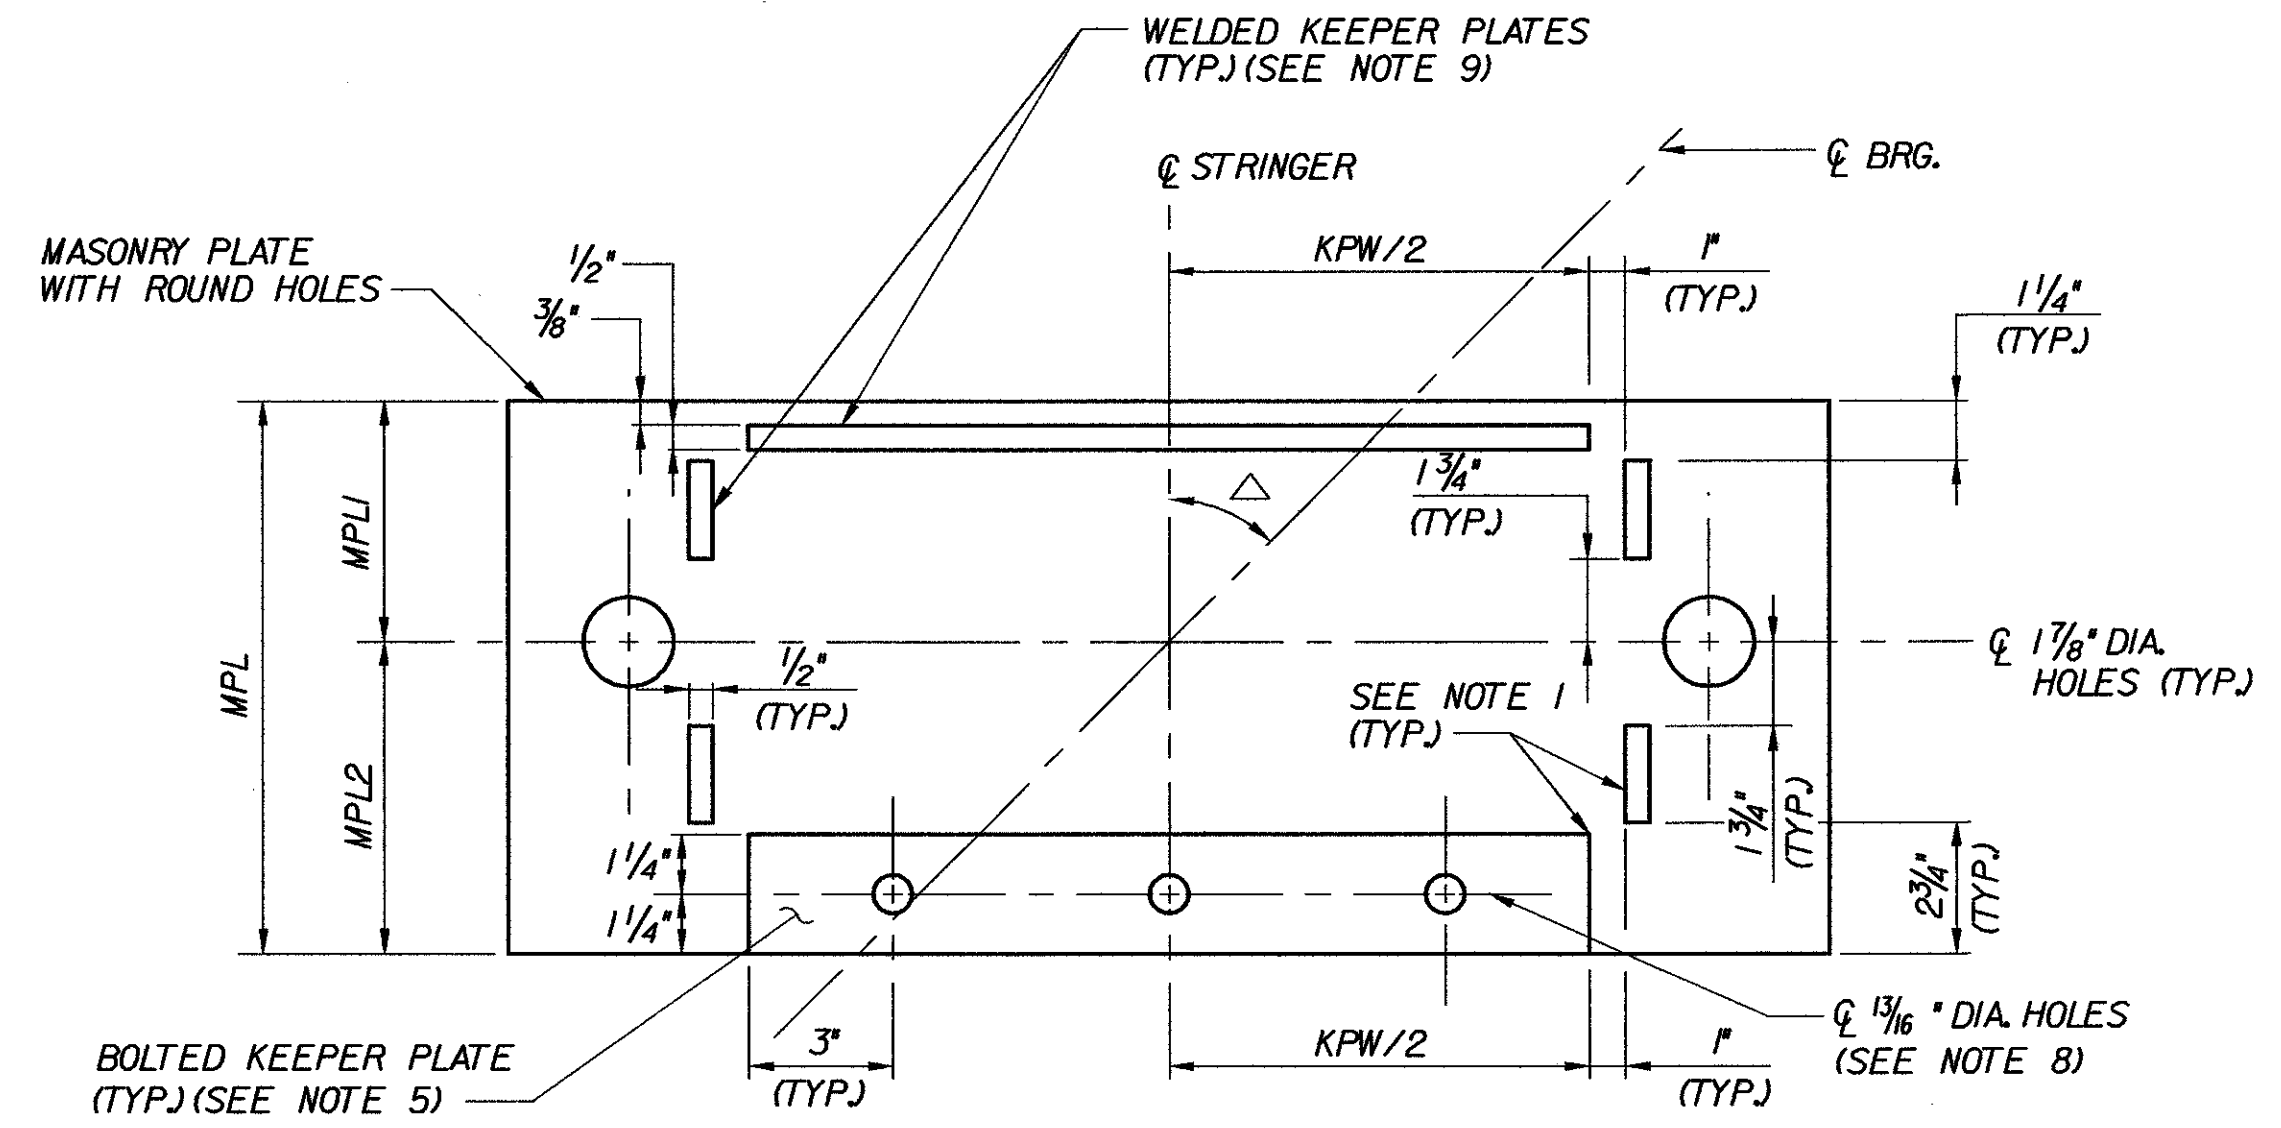 WELDED KEEPER PLATES
(TYP.) (SEE NOTE 9)
℄ STRINGER
℄ BRG.
MASONRY PLATE
WITH ROUND HOLES
1/2"
3/8"
KPW/2
1"
(TYP.)
1 1/4"
(TYP.)
1 3/4"
(TYP.)
MPL1
MPL
MPL2
1/2"
(TYP.)
SEE NOTE 1
(TYP.)
℄ 1 7/8" DIA.
HOLES (TYP.)
1 3/4"
(TYP.)
2 3/4"
(TYP.)
1 1/4"
1 1/4"
BOLTED KEEPER PLATE
(TYP.) (SEE NOTE 5)
3"
(TYP.)
KPW/2
1"
(TYP.)
℄ 13/16 " DIA. HOLES
(SEE NOTE 8)